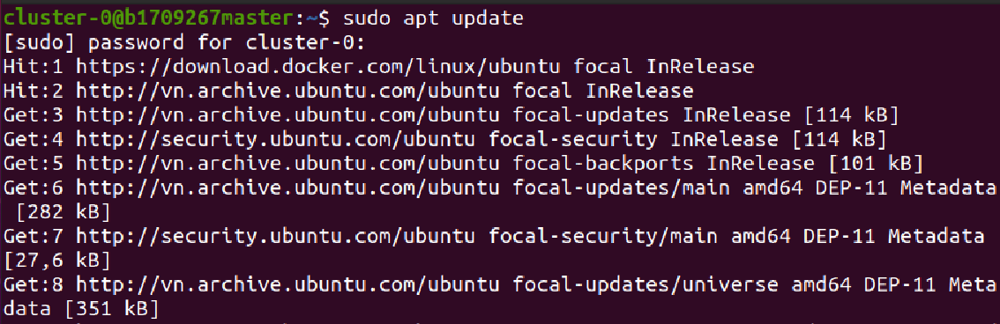 cluster-0@b1709267master:~$ sudo apt update
[sudo] password for cluster-0:
Hit:1 https://download.docker.com/linux/ubuntu focal InRelease
Hit:2 http://vn.archive.ubuntu.com/ubuntu focal InRelease
Get:3 http://vn.archive.ubuntu.com/ubuntu focal-updates InRelease [114 kB]
Get:4 http://security.ubuntu.com/ubuntu focal-security InRelease [114 kB]
Get:5 http://vn.archive.ubuntu.com/ubuntu focal-backports InRelease [101 kB]
Get:6 http://vn.archive.ubuntu.com/ubuntu focal-updates/main amd64 DEP-11 Metadata
 [282 kB]
Get:7 http://security.ubuntu.com/ubuntu focal-security/main amd64 DEP-11 Metadata
[27,6 kB]
Get:8 http://vn.archive.ubuntu.com/ubuntu focal-updates/universe amd64 DEP-11 Meta
data [351 kB]